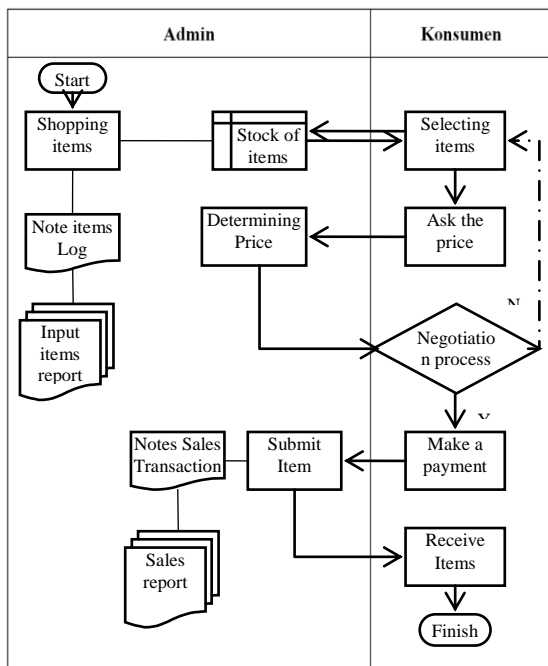 Admin
Konsumen
Start
Shopping
items
Stock of
items
Selecting
items
Note items
Log
Determining
Price
Ask the
price
Input
items
report
N
Negotiatio
n process
Y
Notes Sales
Transaction
Submit
Item
Make a
payment
Sales
report
Receive
Items
Finish